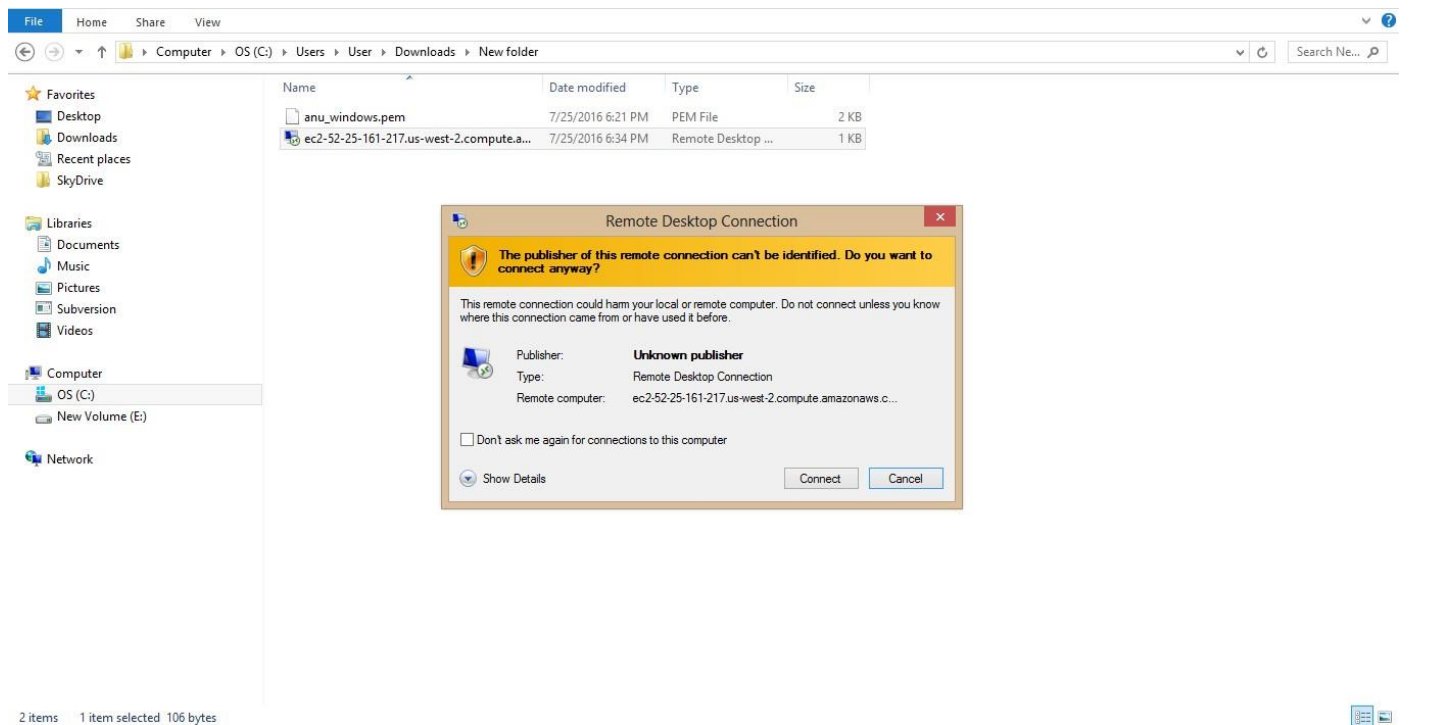 File Home Share View
Computer OS (C:) Users User Downloads New folder
Search Ne...
Favorites
Desktop
Downloads
Recent places
SkyDrive
Libraries
Documents
Music
Pictures
Subversion
Videos
Computer
OS (C:)
New Volume (E:)
Network
Name Date modified Type Size
anu_windows.pem 7/25/2016 6:21 PM PEM File 2 KB
ec2-52-25-161-217.us-west-2.compute.a... 7/25/2016 6:34 PM Remote Desktop ... 1 KB
Remote Desktop Connection
The publisher of this remote connection can't be identified. Do you want to
connect anyway?
This remote connection could harm your local or remote computer. Do not connect unless you know
where this connection came from or have used it before.
Publisher: Unknown publisher
Type: Remote Desktop Connection
Remote computer: ec2-52-25-161-217.us-west-2.compute.amazonaws.c...
Don't ask me again for connections to this computer
Show Details Connect Cancel
2 items 1 item selected 106 bytes